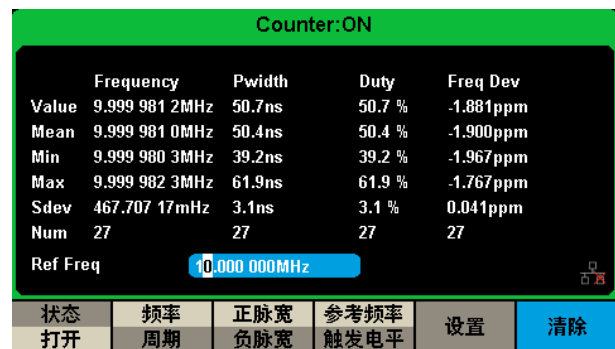 Counter:ON
Frequency Pwidth Duty Freq Dev
Value 9.999 981 2MHz 50.7ns 50.7 % -1.881ppm
Mean 9.999 981 0MHz 50.4ns 50.4 % -1.900ppm
Min 9.999 980 3MHz 39.2ns 39.2 % -1.967ppm
Max 9.999 982 3MHz 61.9ns 61.9 % -1.767ppm
Sdev 467.707 17mHz 3.1ns 3.1 % 0.041ppm
Num 27 27 27 27
Ref Freq 10.000 000MHz
状态 频率 正脉宽 参考频率 设置 清除
打开 周期 负脉宽 触发电平